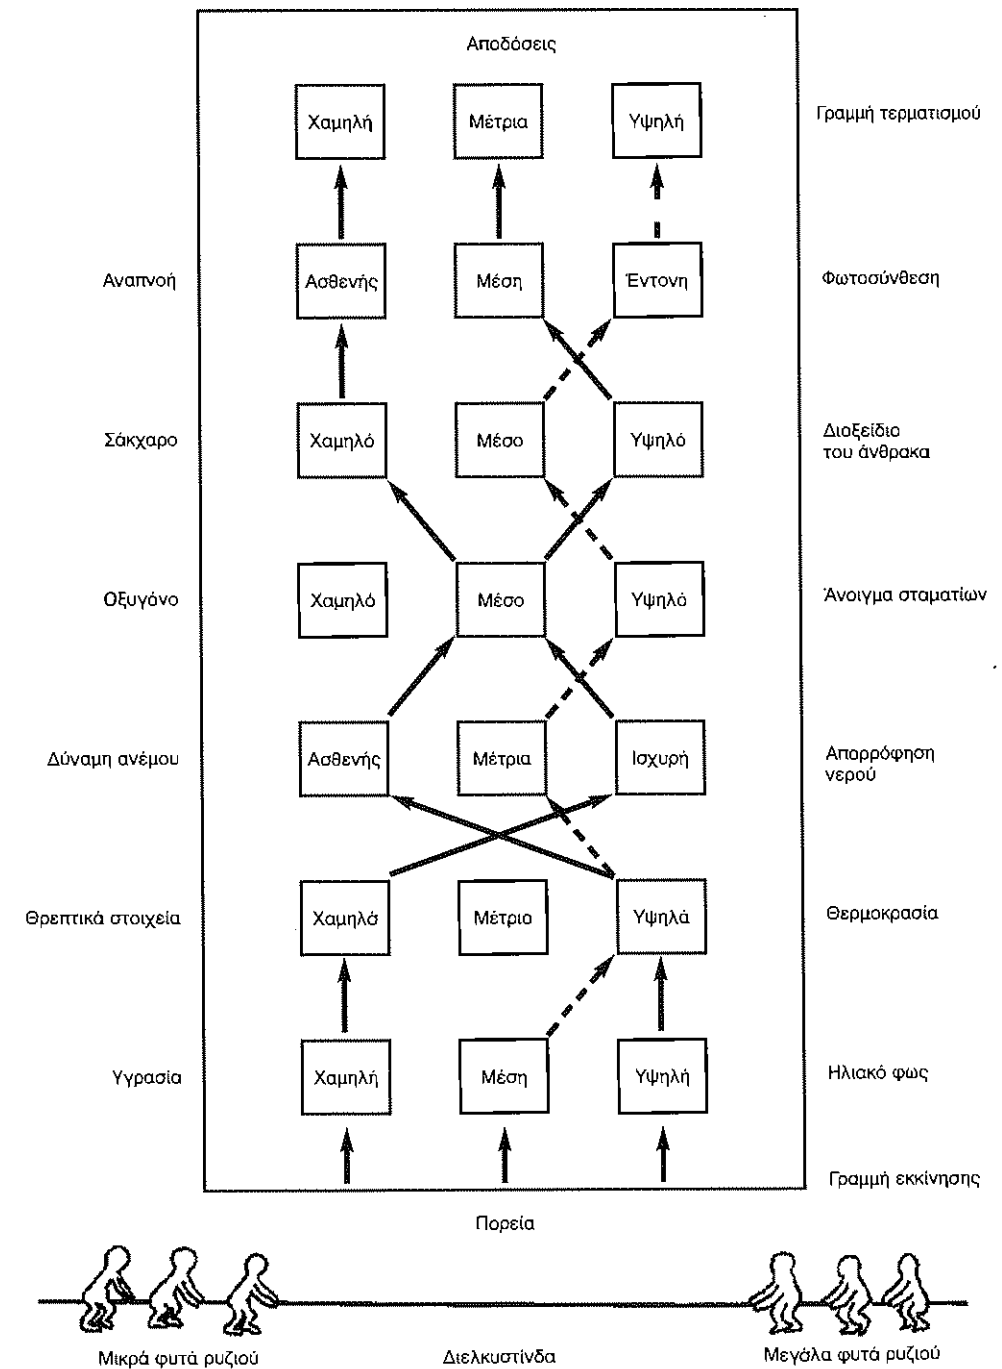 Αποδόσεις
Χαμηλή Μέτρια Υψηλή Γραμμή τερματισμού
Αναπνοή Ασθενής Μέση Έντονη Φωτοσύνθεση
Σάκχαρο Χαμηλό Μέσο Υψηλό Διοξείδιο
του άνθρακα
Οξυγόνο Χαμηλό Μέσο Υψηλό Άνοιγμα σταματίων
Δύναμη ανέμου Ασθενής Μέτρια Ισχυρή Απορρόφηση
νερού
Θρεπτικά στοιχεία Χαμηλά Μέτριο Υψηλά Θερμοκρασία
Υγρασία Χαμηλή Μέση Υψηλή Ηλιακό φως
Γραμμή εκκίνησης
Πορεία
Μικρά φυτά ρυζιού Διελκυστίνδα Μεγάλα φυτά ρυζιού